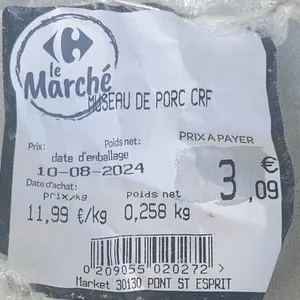 le Marché
MUSEAU DE PORC CRF
Prix: Poids net: PRIX A PAYER
date d'emballage
10-08-2024
Date d'achat:
prix/kg poids net
11,99 €/kg 0,258 kg
3,09 €
0 209055 020272 >
Market 30130 PONT ST ESPRIT